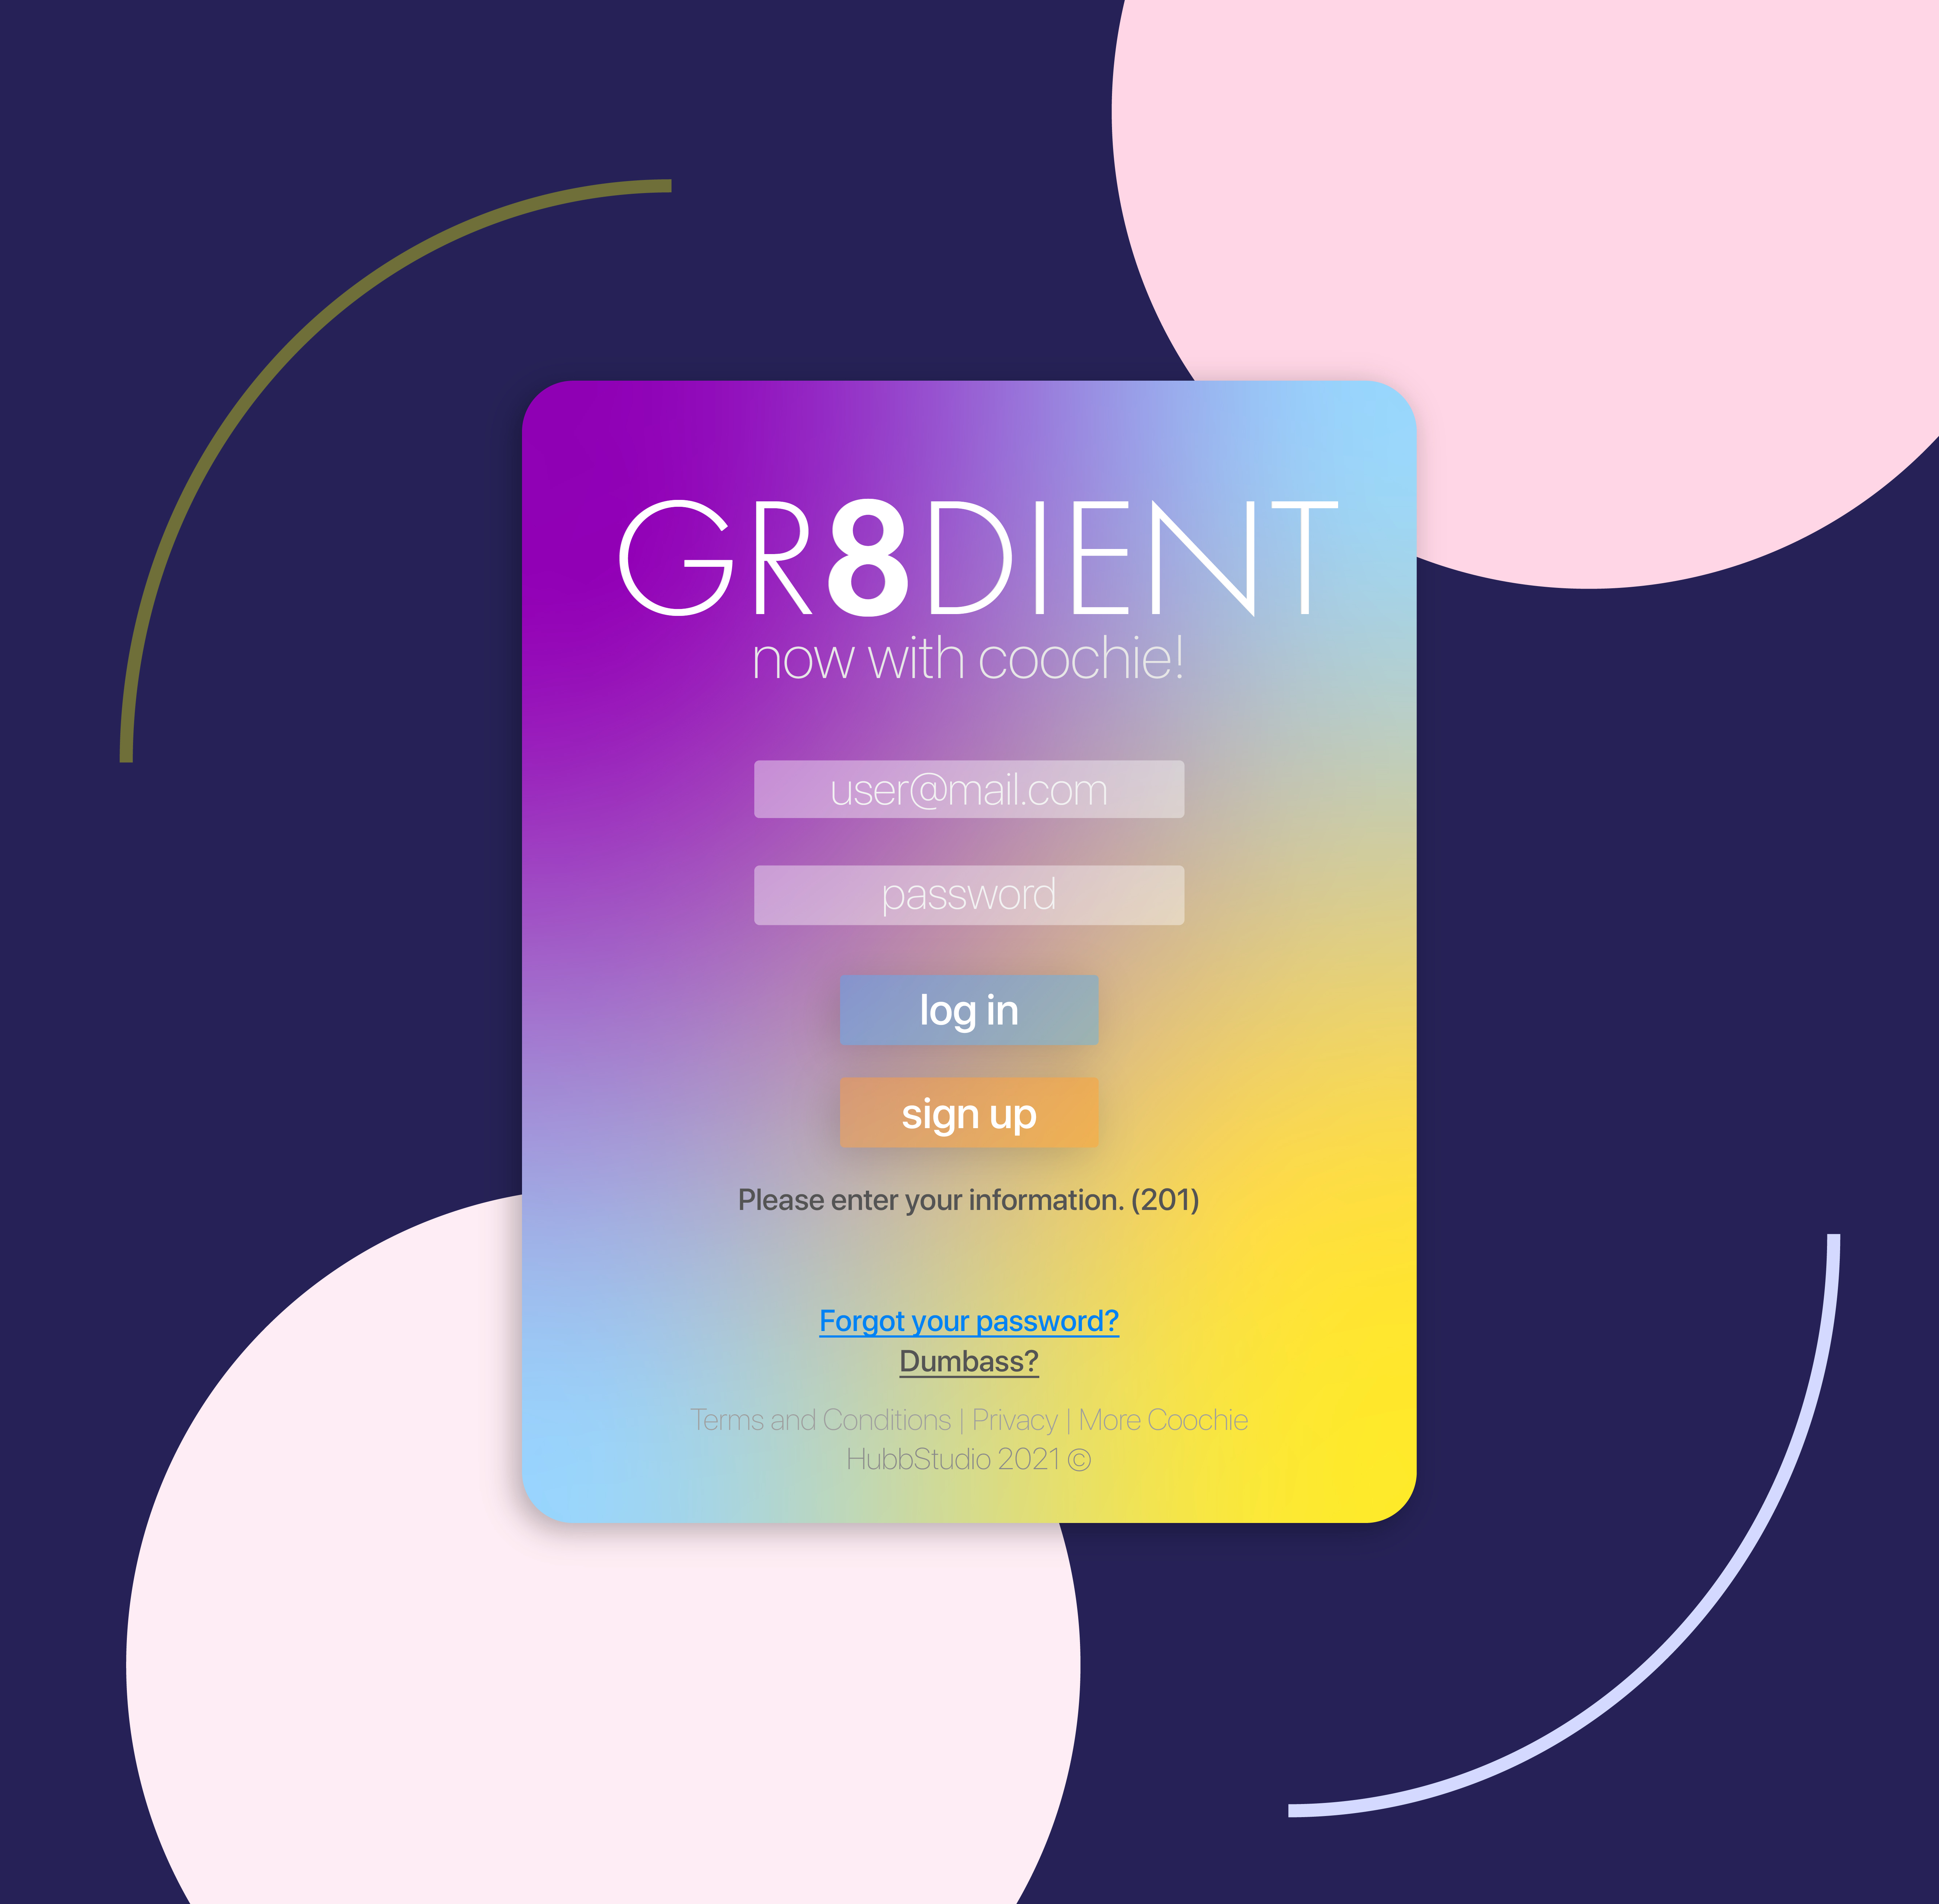 GR8DIENT
now with coochie!
user@mail.com
password
log in
sign up
Please enter your information. (201)
Forgot your password?
Dumbass?
Terms and Conditions | Privacy | More Coochie
HubbStudio 2021 ©